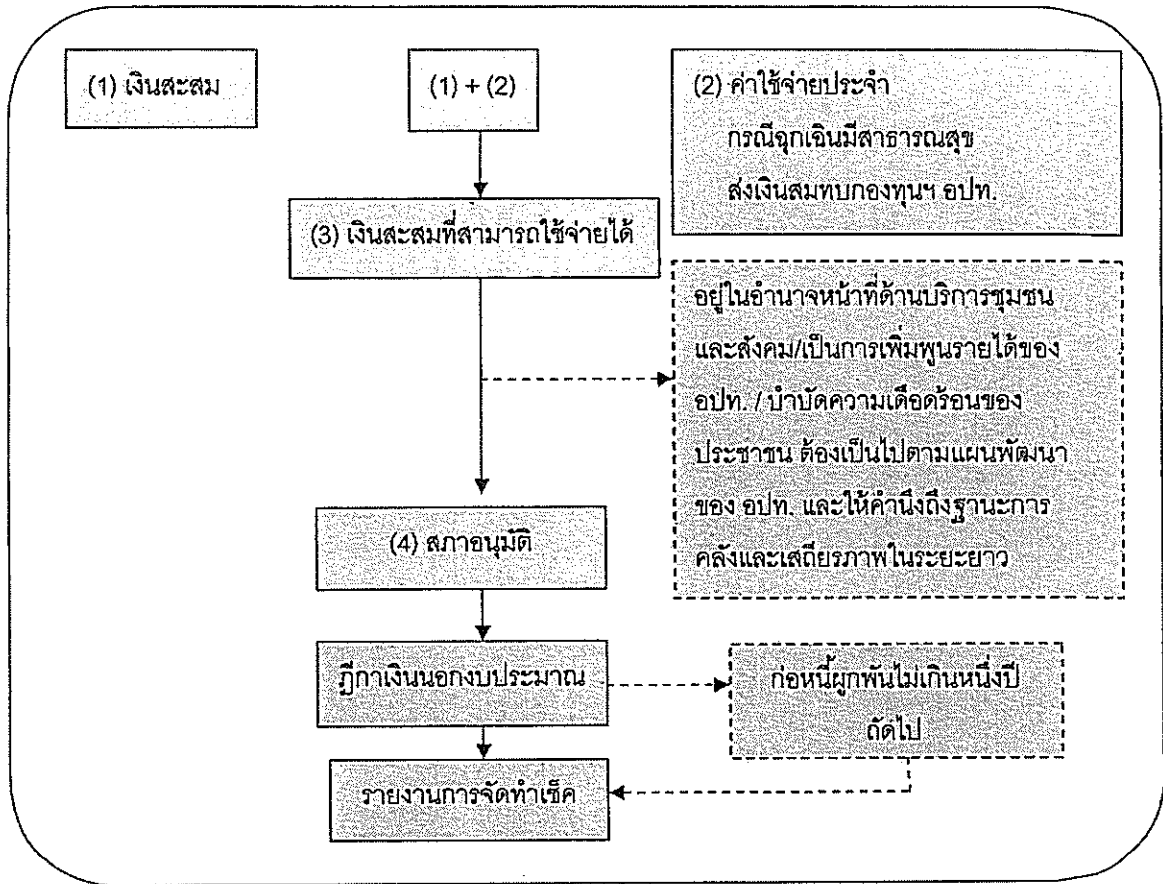 (1) เงินสะสม
(1) + (2)
(2) ค่าใช้จ่ายประจำ
กรณีฉุกเฉินมีสาธารณสุข
ส่งเงินสมทบกองทุนฯ อปท.
(3) เงินสะสมที่สามารถใช้จ่ายได้
อยู่ในอำนาจหน้าที่ด้านบริการชุมชน
และสังคม/เป็นการเพิ่มพูนรายได้ของ
อปท. / บำบัดความเดือดร้อนของ
ประชาชน ต้องเป็นไปตามแผนพัฒนา
ของ อปท. และให้คำนึงถึงฐานะการ
คลังและเสถียรภาพในระยะยาว
(4) สภาอนุมัติ
ฎีกาเงินนอกงบประมาณ
ก่อหนี้ผูกพันไม่เกินหนึ่งปี
ถัดไป
รายงานการจัดทำเช็ค